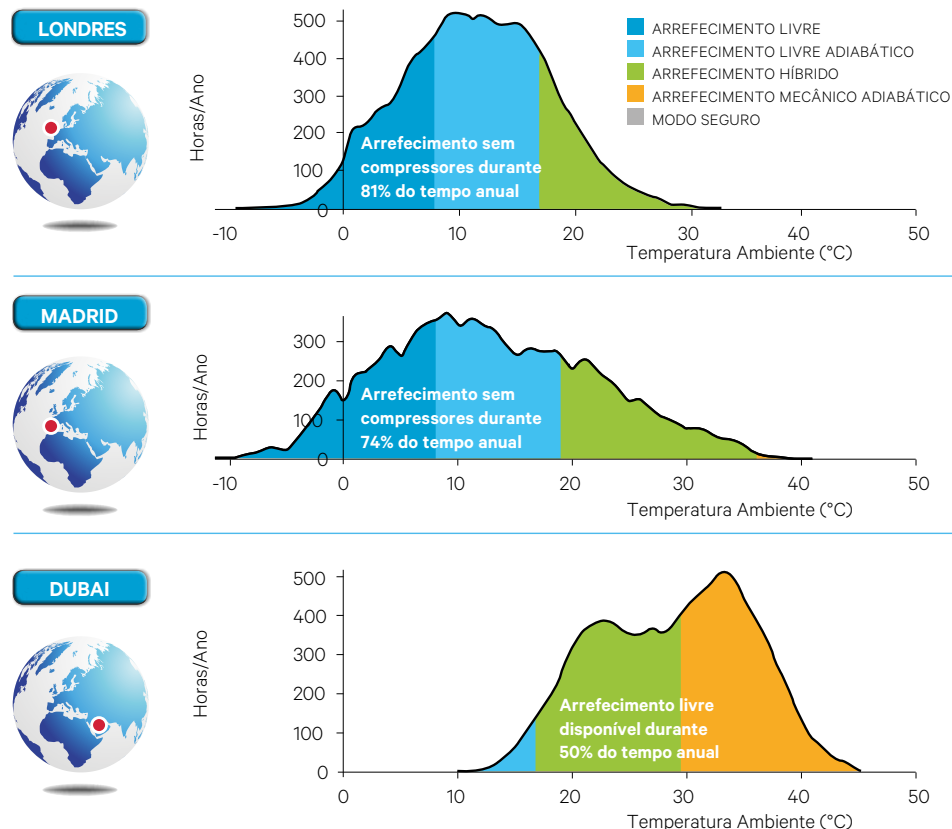 LONDRES
500
400
300
200
100
0
Horas/Ano
Arrefecimento sem
compressores durante
81% do tempo anual
ARREFECIMENTO LIVRE
ARREFECIMENTO LIVRE ADIABÁTICO
ARREFECIMENTO HÍBRIDO
ARREFECIMENTO MECÂNICO ADIABÁTICO
MODO SEGURO
-10 0 10 20 30 40 50
Temperatura Ambiente (°C)
MADRID
300
200
100
0
Horas/Ano
Arrefecimento sem
compressores durante
74% do tempo anual
-10 0 10 20 30 40 50
Temperatura Ambiente (°C)
DUBAI
500
400
300
200
100
0
Horas/Ano
Arrefecimento livre
disponível durante
50% do tempo anual
0 10 20 30 40 50
Temperatura Ambiente (°C)